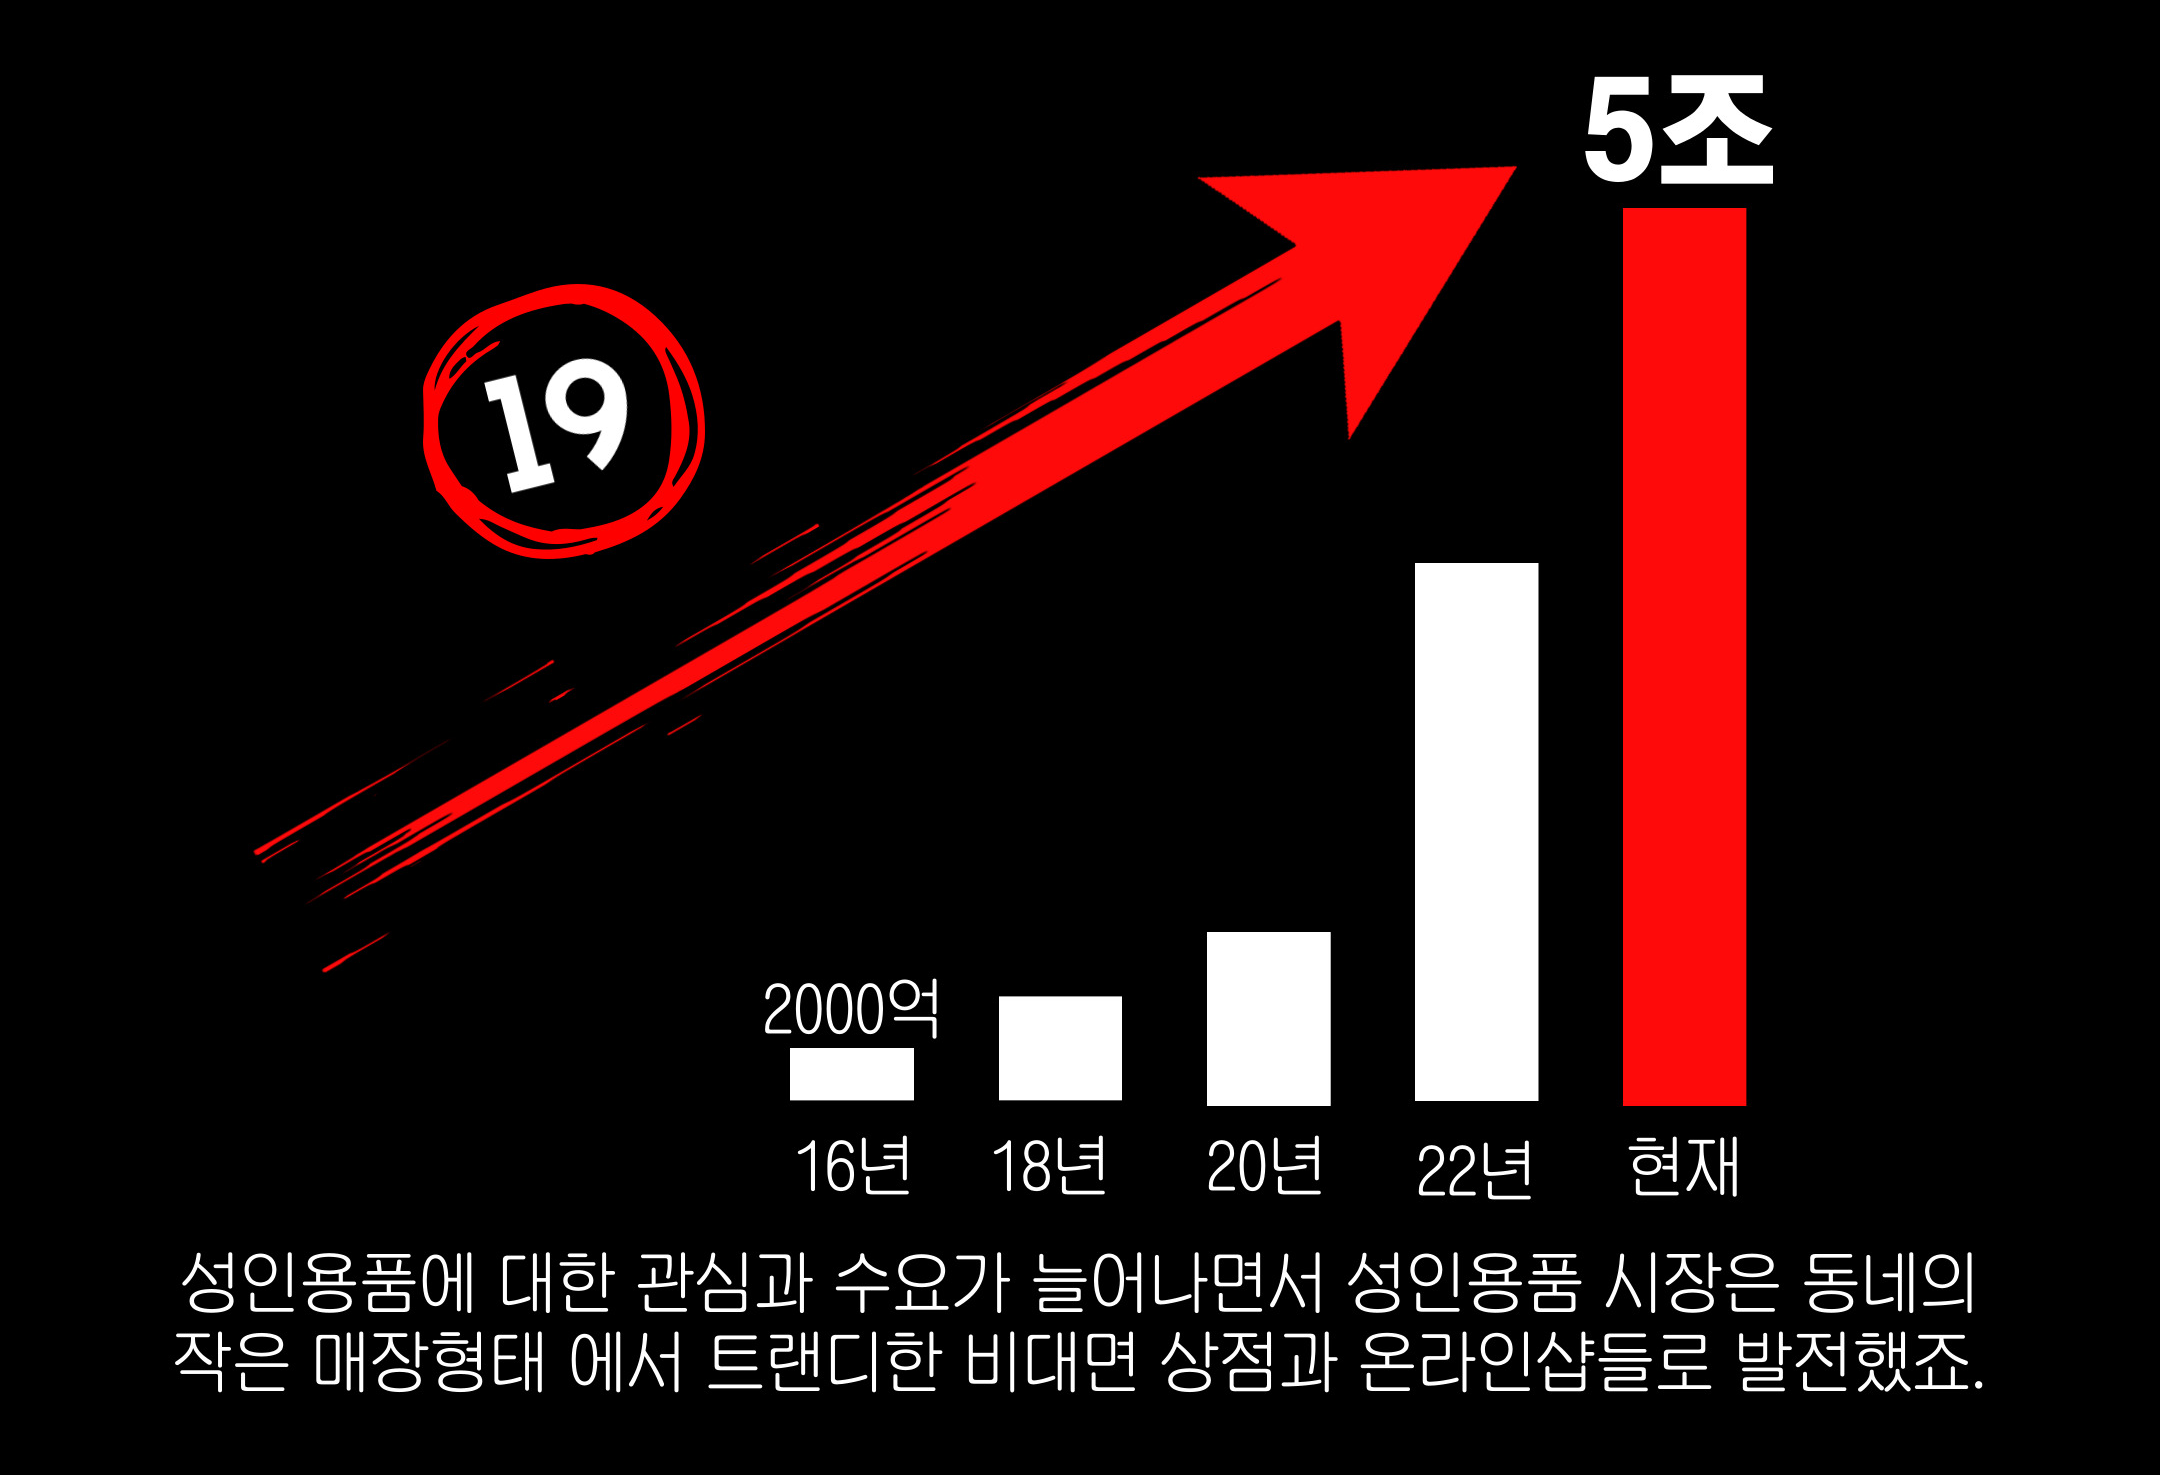 5조
19
2000억
16년 18년 20년 22년 현재
성인용품에 대한 관심과 수요가 늘어나면서 성인용품 시장은 동네의
작은 매장형태 에서 트랜디한 비대면 상점과 온라인샵들로 발전했죠.